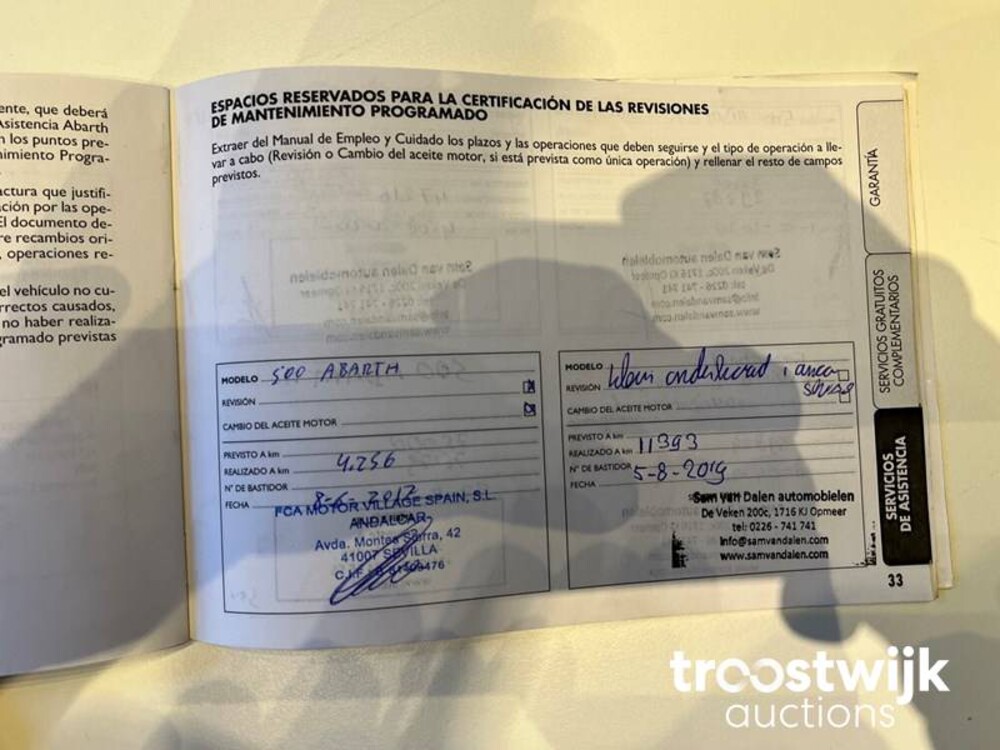 ente, que deberá
Asistencia Abarth
n los puntos pre-
nimiento Progra-
actura que justifi-
ción por las ope-
El documento de-
re recambios ori-
, operaciones re-
el vehículo no cu-
rrectos causados,
no haber realiza-
gramado previstas
ESPACIOS RESERVADOS PARA LA CERTIFICACIÓN DE LAS REVISIONES
DE MANTENIMIENTO PROGRAMADO
Extraer del Manual de Empleo y Cuidado los plazos y las operaciones que deben seguirse y el tipo de operación a lle-
var a cabo (Revisión o Cambio del aceite motor, si está prevista como única operación) y rellenar el resto de campos
previstos.
MODELO 500 ABARTH
REVISIÓN
CAMBIO DEL ACEITE MOTOR
PREVISTO A km
REALIZADO A km 4.256
N° DE BASTIDOR
FECHA 8-6-2017
FCA MOTOR VILLAGE SPAIN, S.L.
ANDALCAR
Avda. Montes Sierra, 42
41007 SEVILLA
MODELO klein onderhoud
REVISIÓN
CAMBIO DEL ACEITE MOTOR
PREVISTO A km
REALIZADO A km 11393
N° DE BASTIDOR
FECHA 5-8-2019
Sam van Dalen automobielen
De Veken 200c, 1716 KJ Opmeer
tel: 0226 - 741 741
info@samvandalen.com
www.samvandalen.com
GARANTÍA
SERVICIOS GRATUITOS
COMPLEMENTARIOS
SERVICIOS
DE ASISTENCIA
33
troostwijk
auctions